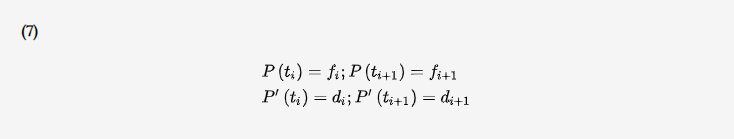 (7)
P (t_i) = f_i; P (t_{i+1}) = f_{i+1}
P′ (t_i) = d_i; P′ (t_{i+1}) = d_{i+1}